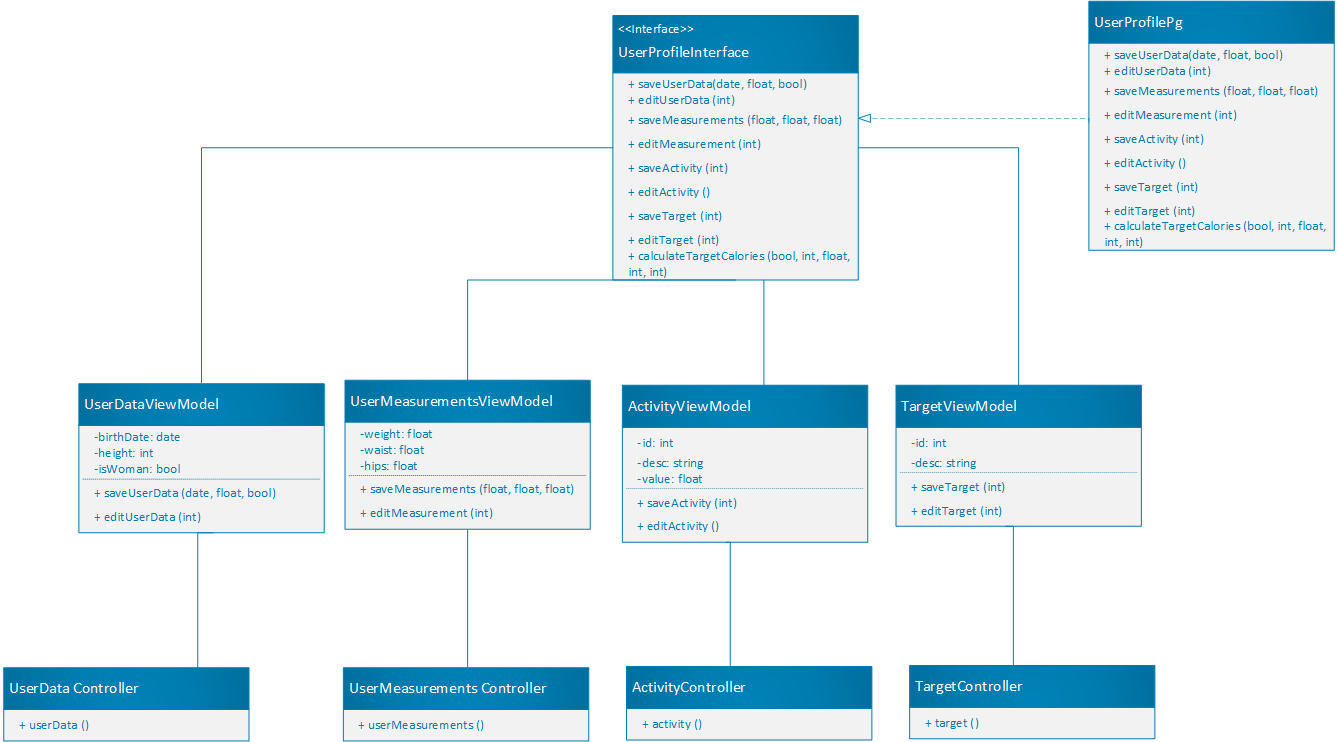 <<Interface>>
UserProfileInterface
+ saveUserData(date, float, bool)
+ editUserData (int)
+ saveMeasurements (float, float, float)
+ editMeasurement (int)
+ saveActivity (int)
+ editActivity ()
+ saveTarget (int)
+ editTarget (int)
+ calculateTargetCalories (bool, int, float,
int, int)
UserProfilePg
+ saveUserData(date, float, bool)
+ editUserData (int)
+ saveMeasurements (float, float, float)
+ editMeasurement (int)
+ saveActivity (int)
+ editActivity ()
+ saveTarget (int)
+ editTarget (int)
+ calculateTargetCalories (bool, int, float,
int, int)
UserDataViewModel
-birthDate: date
-height: int
-isWoman: bool
+ saveUserData (date, float, bool)
+ editUserData (int)
UserMeasurementsViewModel
-weight: float
-waist: float
-hips: float
+ saveMeasurements (float, float, float)
+ editMeasurement (int)
ActivityViewModel
-id: int
-desc: string
-value: float
+ saveActivity (int)
+ editActivity ()
TargetViewModel
-id: int
-desc: string
+ saveTarget (int)
+ editTarget (int)
UserData Controller
+ userData ()
UserMeasurements Controller
+ userMeasurements ()
ActivityController
+ activity ()
TargetController
+ target ()